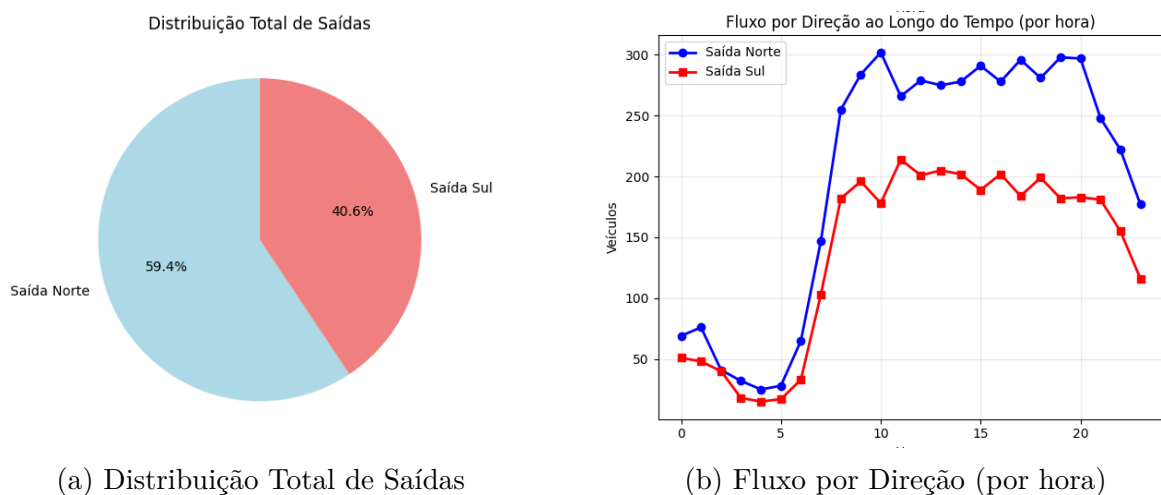 Distribuição Total de Saídas
Saída Sul
40.6%
59.4%
Saída Norte
(a) Distribuição Total de Saídas
Fluxo por Direção ao Longo do Tempo (por hora)
Saída Norte
Saída Sul
Veículos
300
250
200
150
100
50
0
5
10
15
20
(b) Fluxo por Direção (por hora)